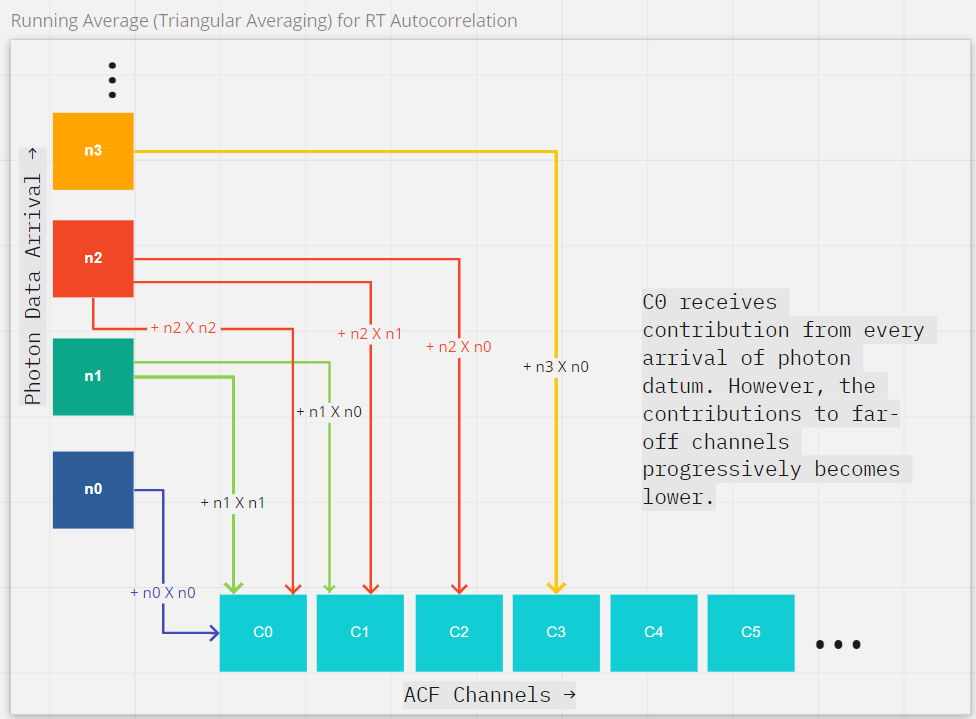 Running Average (Triangular Averaging) for RT Autocorrelation
n3
Photon Data Arrival →
n2
+ n2 X n2
+ n2 X n1
+ n2 X n0
+ n3 X n0
n1
+ n1 X n0
n0
+ n1 X n1
+ n0 X n0
C0 receives
contribution from every
arrival of photon
datum. However, the
contributions to far-
off channels
progressively becomes
lower.
C0
C1
C2
C3
C4
C5
ACF Channels →